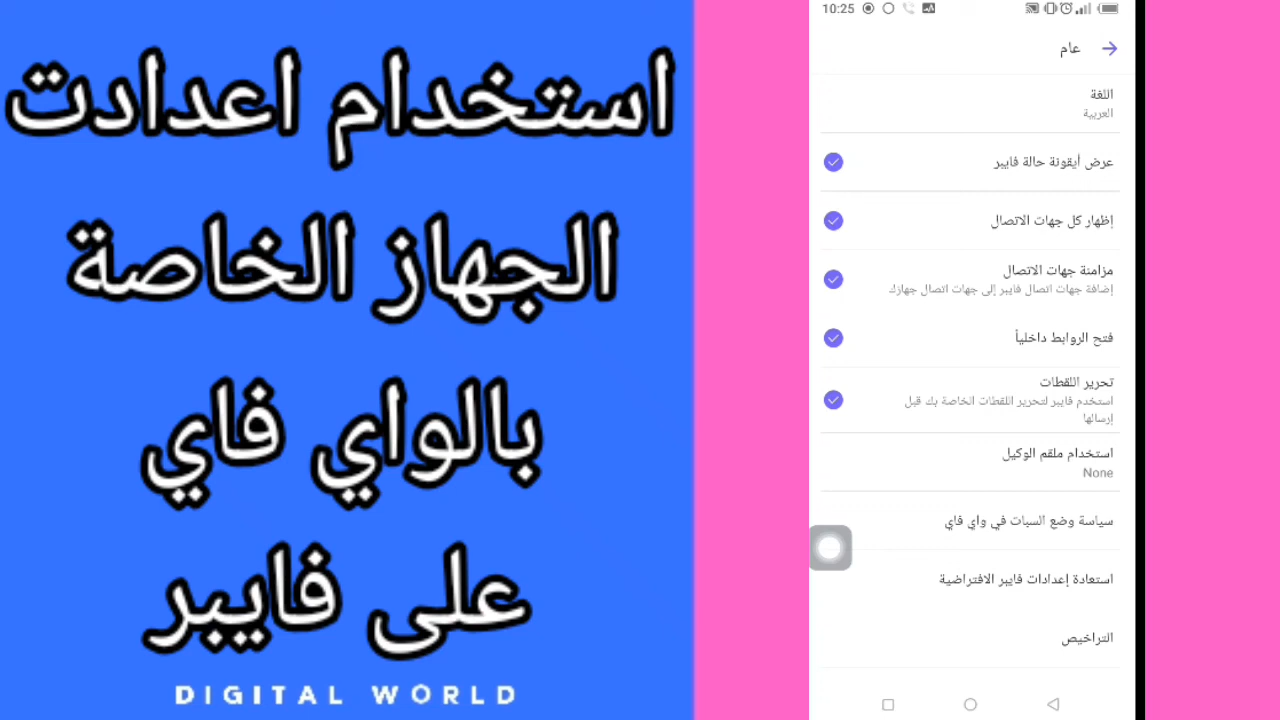 استخدام اعدادت
الجهاز الخاصة
بالواي فاي
على فايبر
DIGITAL WORLD
10:25
عام
اللغة
العربية
عرض أيقونة حالة فايبر
إظهار كل جهات الاتصال
مزامنة جهات الاتصال
إضافة جهات اتصال فايبر إلى جهات اتصال جهازك
فتح الروابط داخلياً
تحرير اللقطات
استخدم فايبر لتحرير اللقطات الخاصة بك قبل
إرسالها
استخدام ملقم الوكيل
None
سياسة وضع السبات في واي فاي
استعادة إعدادات فايبر الافتراضية
التراخيص